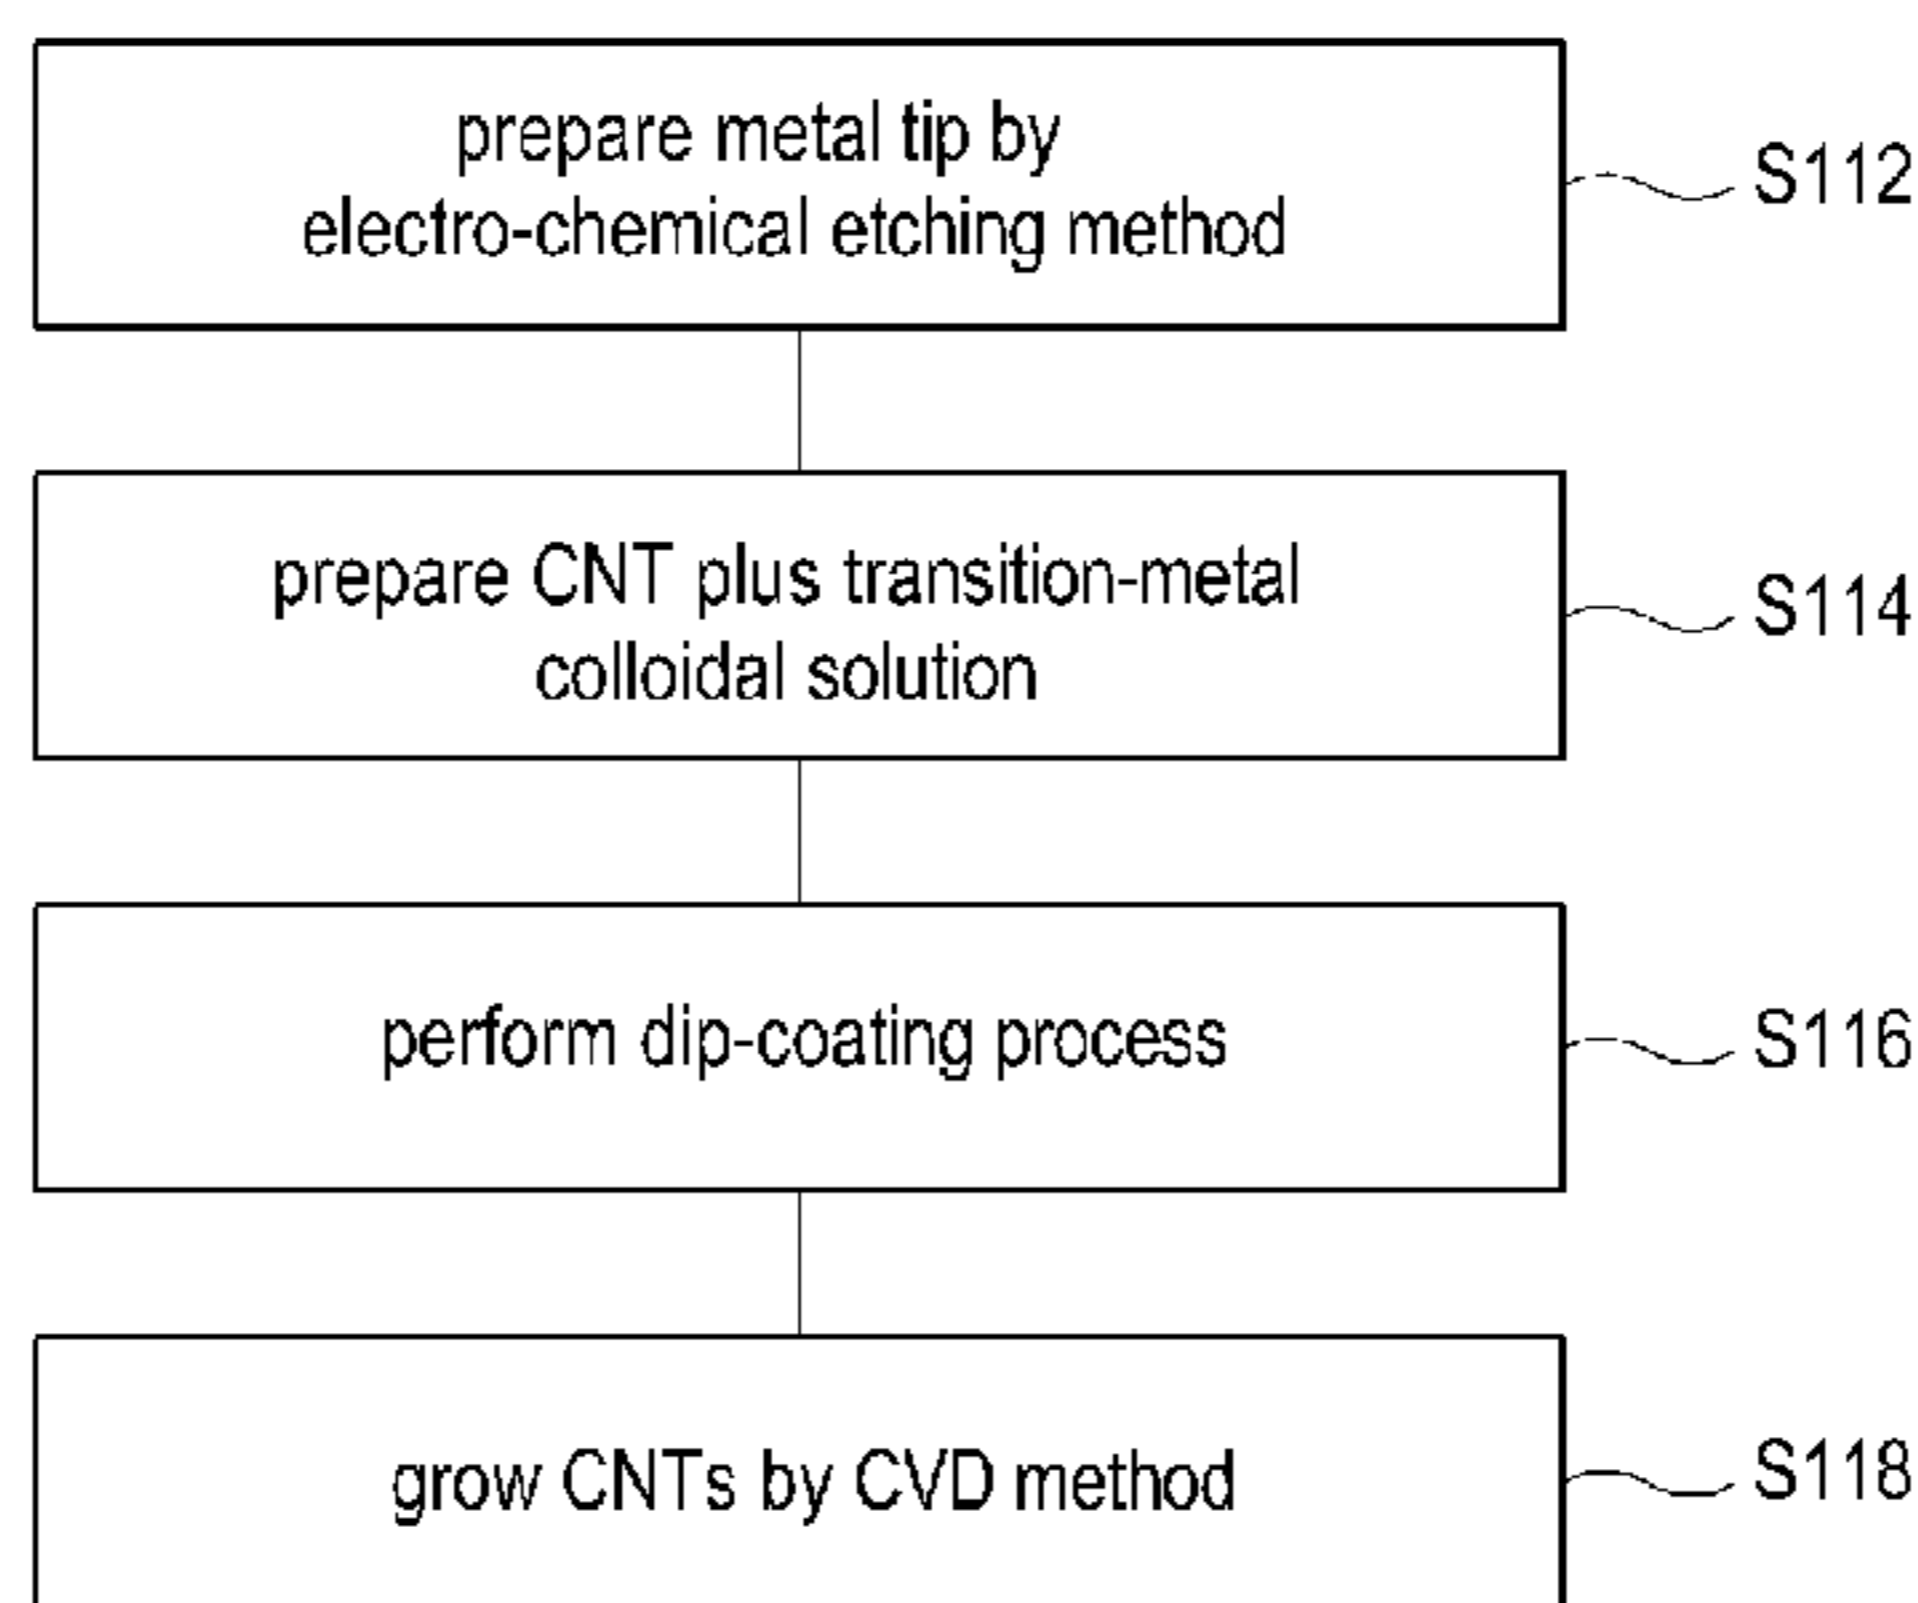 prepare metal tip by
electro-chemical etching method
S112
prepare CNT plus transition-metal
colloidal solution
S114
perform dip-coating process
S116
grow CNTs by CVD method
S118